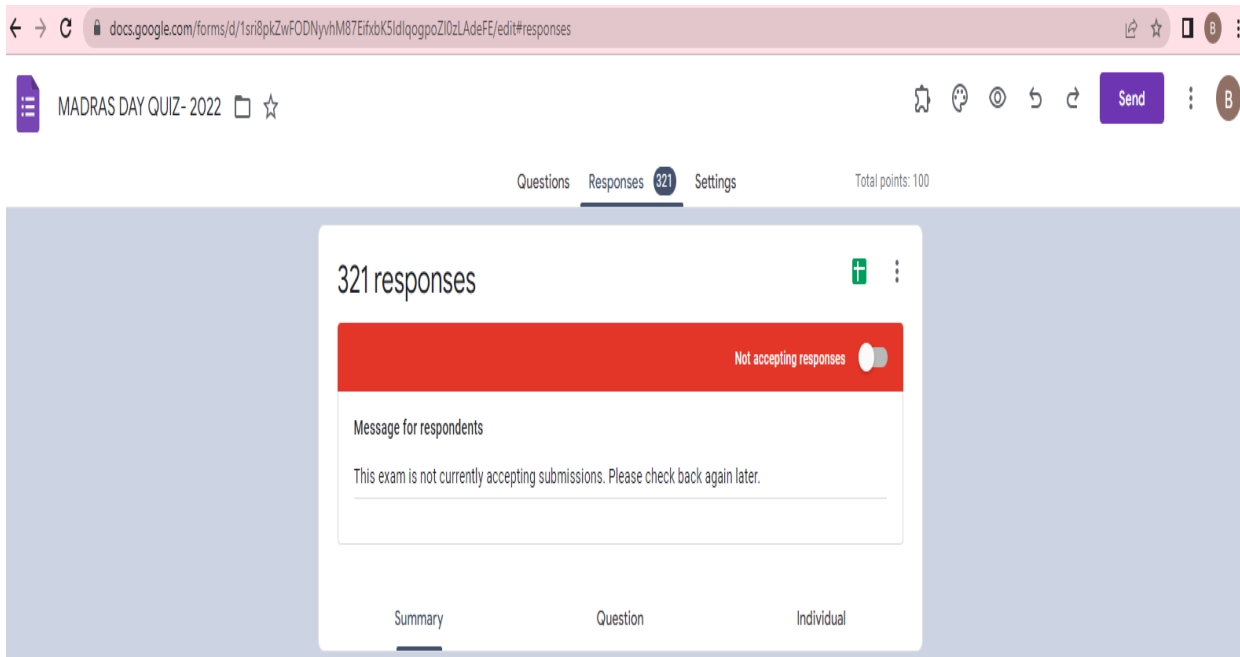 docs.google.com/forms/d/1sri8pkZwFODNyvhM87EifxbK5IdIqogpoZI0zLAdeFE/edit#responses
B
MADRAS DAY QUIZ- 2022
Send
B
Questions Responses 321 Settings Total points: 100
321 responses
Not accepting responses
Message for respondents
This exam is not currently accepting submissions. Please check back again later.
Summary Question Individual